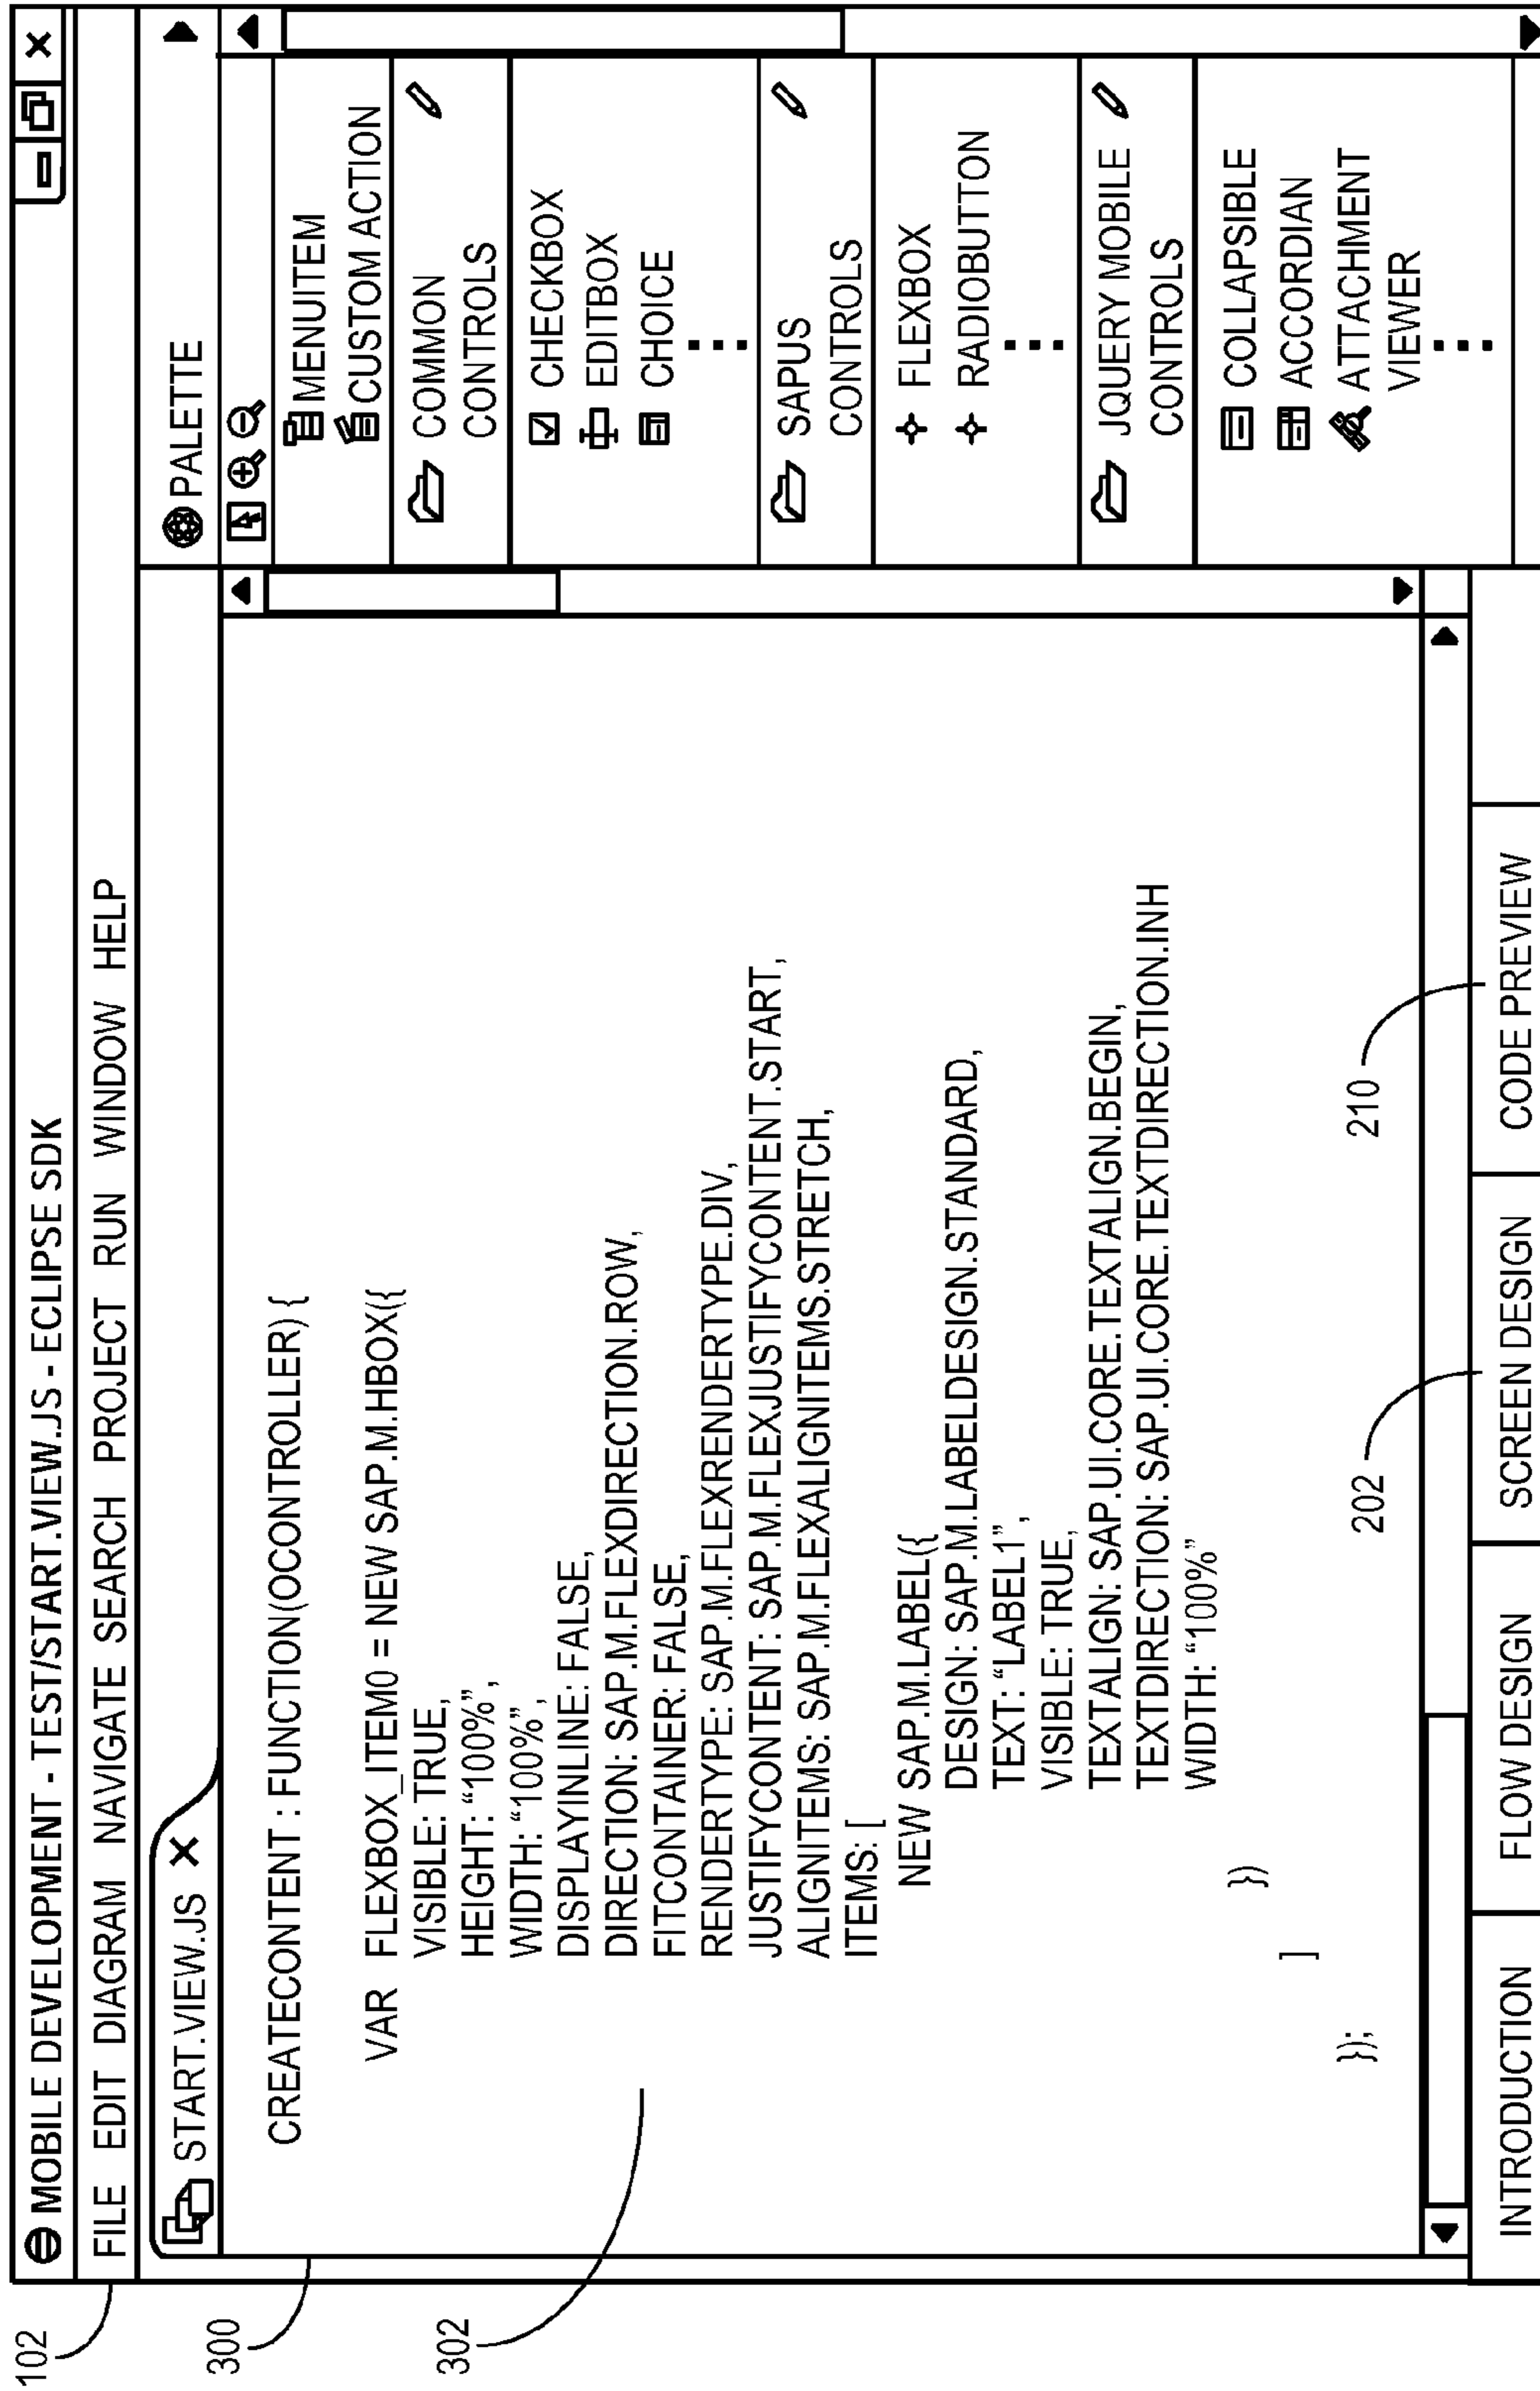 MOBILE DEVELOPMENT - TEST/START.VIEW.JS - ECLIPSE SDK
FILE EDIT DIAGRAM NAVIGATE SEARCH PROJECT RUN WINDOW HELP
START.VIEW.JS
CREATECONTENT : FUNCTION(OCONTROLLER) {
VAR FLEXBOX_ITEM0 = NEW SAP.M.HBOX({
VISIBLE: TRUE,
HEIGHT: “100%”,
WIDTH: “100%”,
DISPLAYINLINE: FALSE,
DIRECTION: SAP.M.FLEXDIRECTION.ROW,
FITCONTAINER: FALSE,
RENDERTYPE: SAP.M.FLEXRENDERTYPE.DIV,
JUSTIFYCONTENT: SAP.M.FLEXJUSTIFYCONTENT.START,
ALIGNITEMS: SAP.M.FLEXALIGNITEMS.STRETCH,
ITEMS: [
NEW SAP.M.LABEL({
DESIGN: SAP.M.LABELDESIGN.STANDARD,
TEXT: “LABEL1”,
VISIBLE: TRUE,
TEXTALIGN: SAP.UI.CORE.TEXTALIGN.BEGIN,
TEXTDIRECTION: SAP.UI.CORE.TEXTDIRECTION.INH
WIDTH: “100%”
})
]
});
PALETTE
MENUITEM
CUSTOM ACTION
COMMON
CONTROLS
CHECKBOX
EDITBOX
CHOICE
SAPUS
CONTROLS
FLEXBOX
RADIOBUTTON
JQUERY MOBILE
CONTROLS
COLLAPSIBLE
ACCORDIAN
ATTACHMENT
VIEWER
INTRODUCTION
FLOW DESIGN
SCREEN DESIGN
CODE PREVIEW
102
300
302
202
210